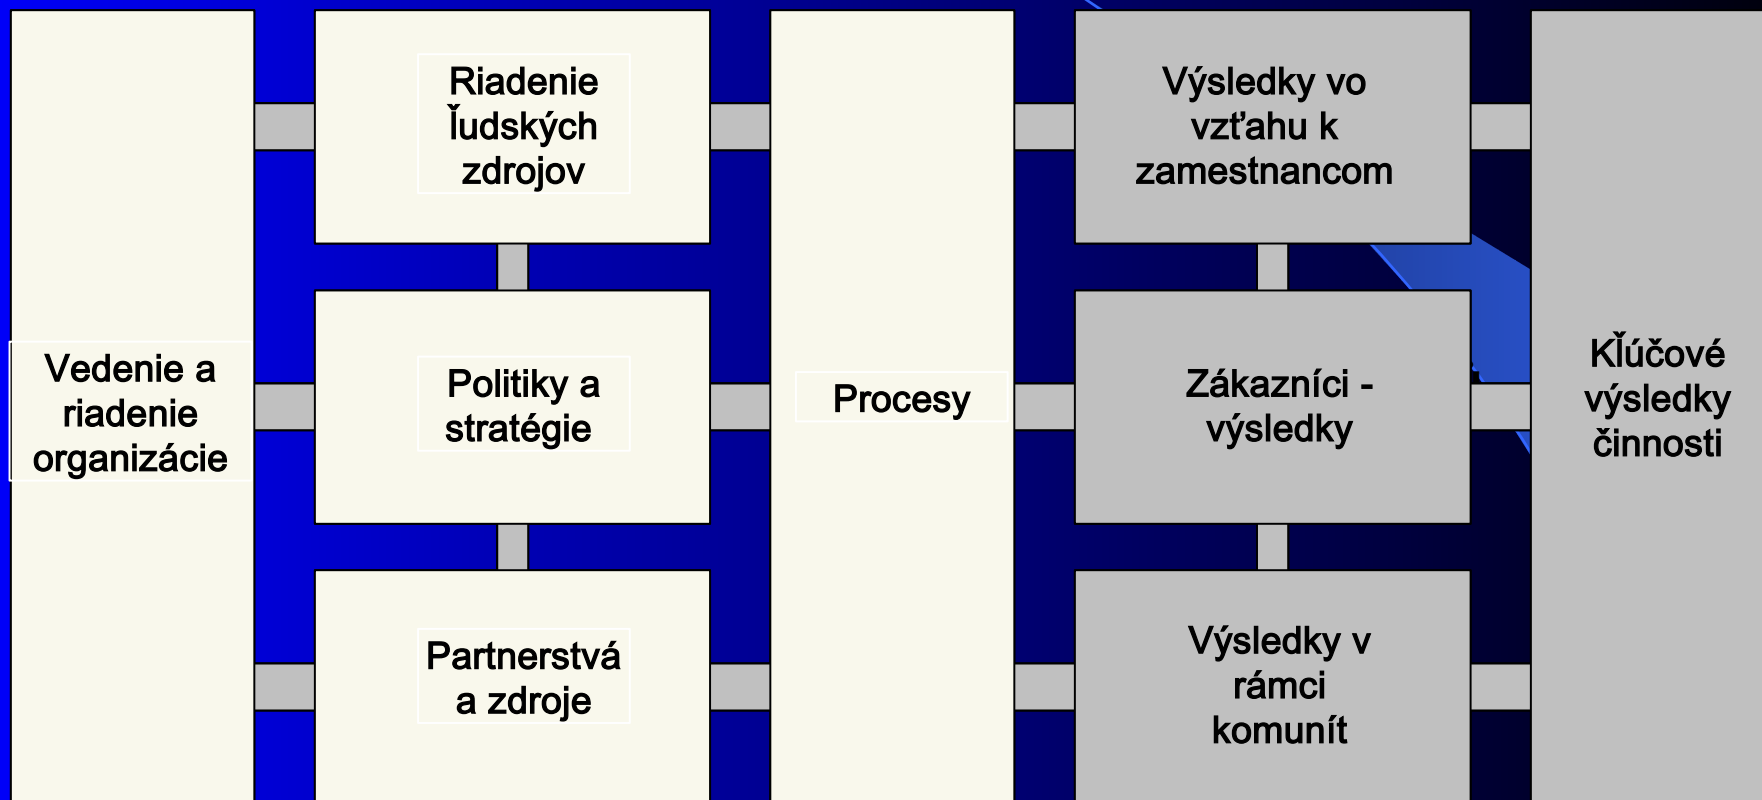 Vedenie a
riadenie
organizácie
Riadenie
ľudských
zdrojov
Politiky a
stratégie
Partnerstvá
a zdroje
Procesy
Výsledky vo
vzťahu k
zamestnancom
Zákazníci -
výsledky
Výsledky v
rámci
komunít
Kľúčové
výsledky
činnosti